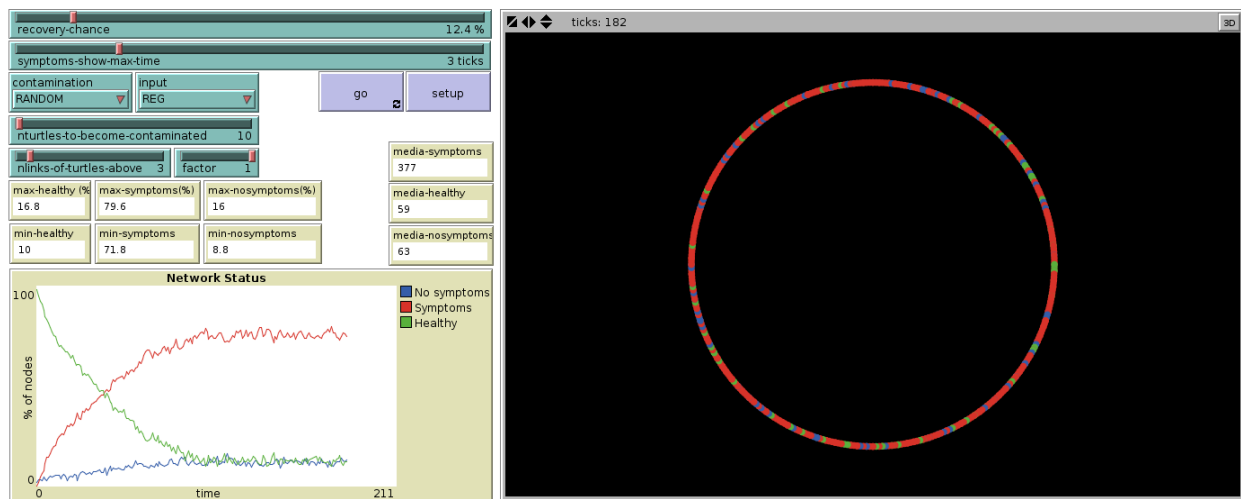 recovery-chance 12.4 %
symptoms-show-max-time 3 ticks
contamination
RANDOM
input
REG
go
setup
nturtles-to-become-contaminated 10
nlinks-of-turtles-above 3
factor 1
media-symptoms
377
max-healthy (%
16.8
max-symptoms(%)
79.6
max-nosymptoms(%)
16
media-healthy
59
min-healthy
10
min-symptoms
71.8
min-nosymptoms
8.8
media-nosymptoms
63
Network Status
100
% of nodes
0
0
time
211
No symptoms
Symptoms
Healthy
ticks: 182
3D